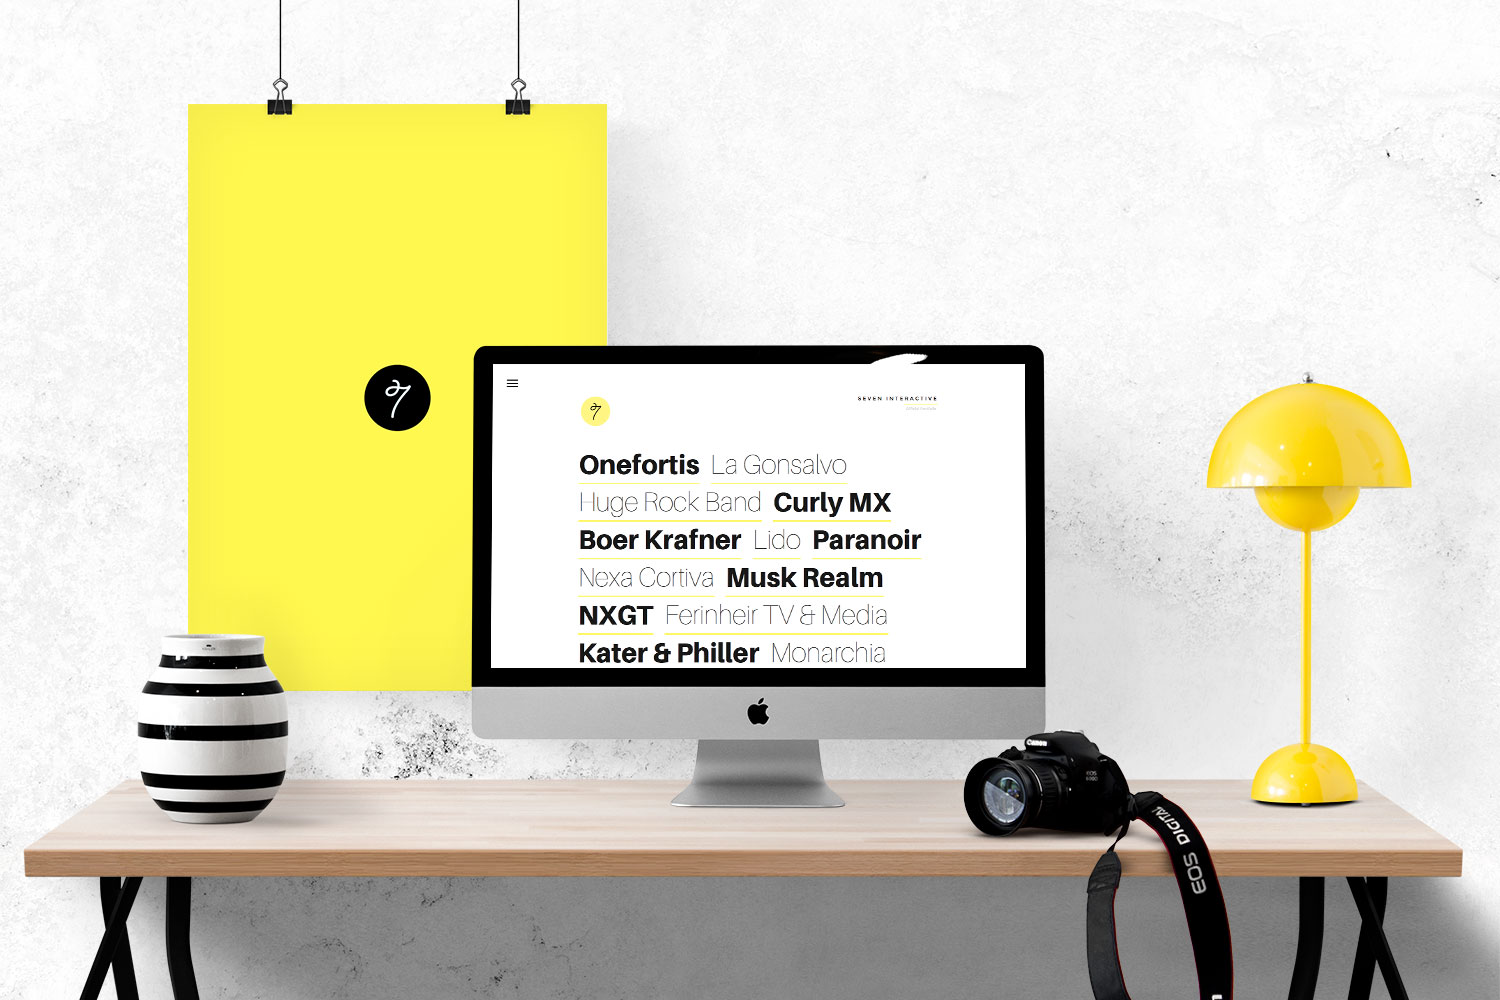 SEVEN INTERACTIVE
Onefortis La Gonsalvo
Huge Rock Band Curly MX
Boer Krafner Lido Paranoir
Nexa Cortiva Musk Realm
NXGT Ferinheir TV & Media
Kater & Philler Monarchia
Canon
EOS
EOS DIGITAL